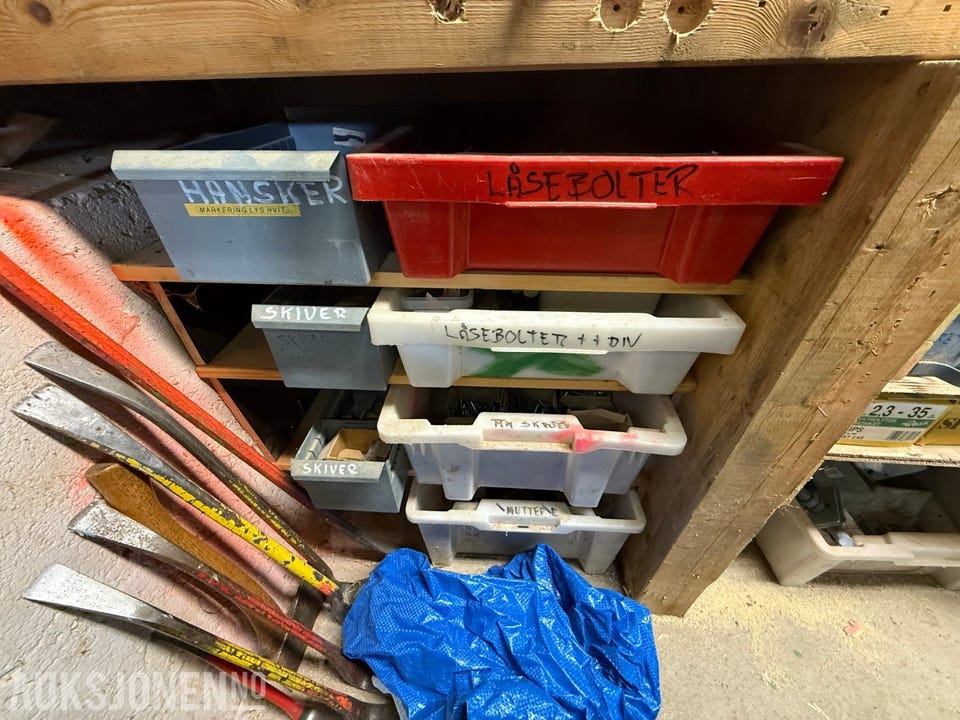 HANSKER
MARKERING LYS HVIT
LÅSEBOLTER
SKIVER
LÅSEBOLTER ++ DIV
SKIVER
MUTTERE
2,3 - 35
AUKSJONEN.NO